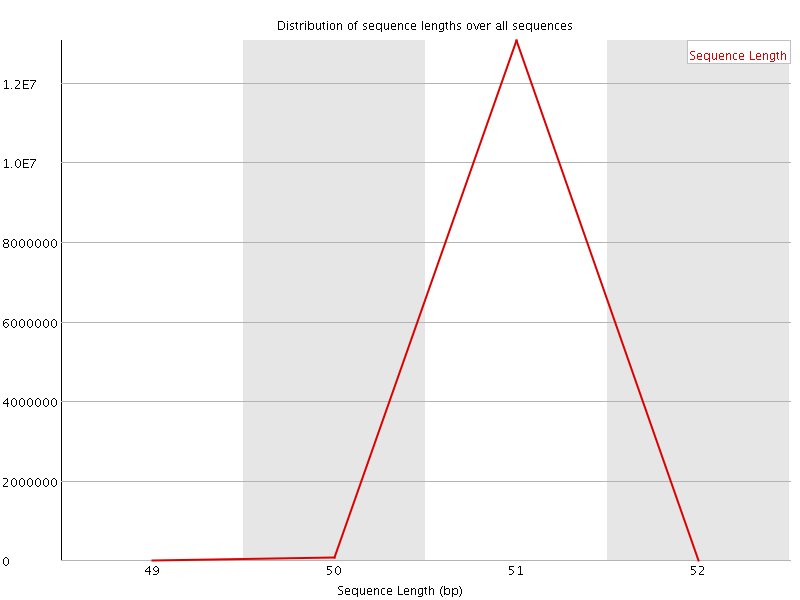 Distribution of sequence lengths over all sequences
Sequence Length
1.2E7
1.0E7
8000000
6000000
4000000
2000000
0
49 50 51 52
Sequence Length (bp)